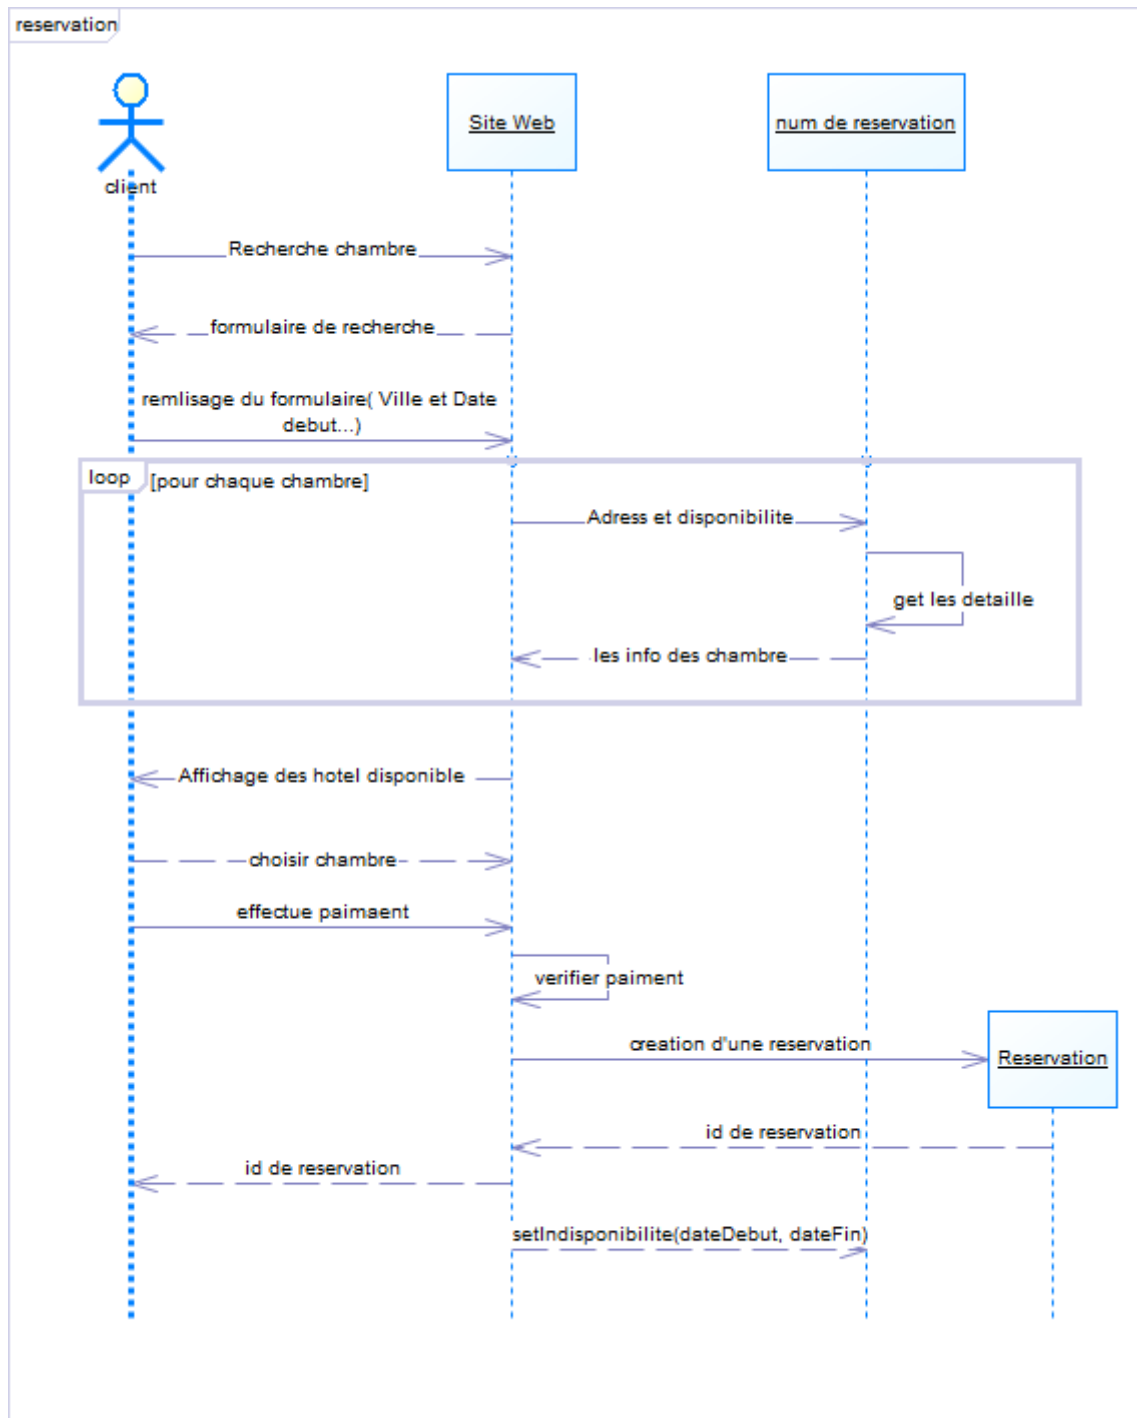 reservation
client
Site Web
num de reservation
Recherche chambre
formulaire de recherche
remlisage du formulaire( Ville et Date
debut...)
loop
[pour chaque chambre]
Adress et disponibilite
get les detaille
les info des chambre
Affichage des hotel disponible
choisir chambre
effectue paimaent
verifier paiment
creation d'une reservation
Reservation
id de reservation
id de reservation
setIndisponibilite(dateDebut, dateFin)